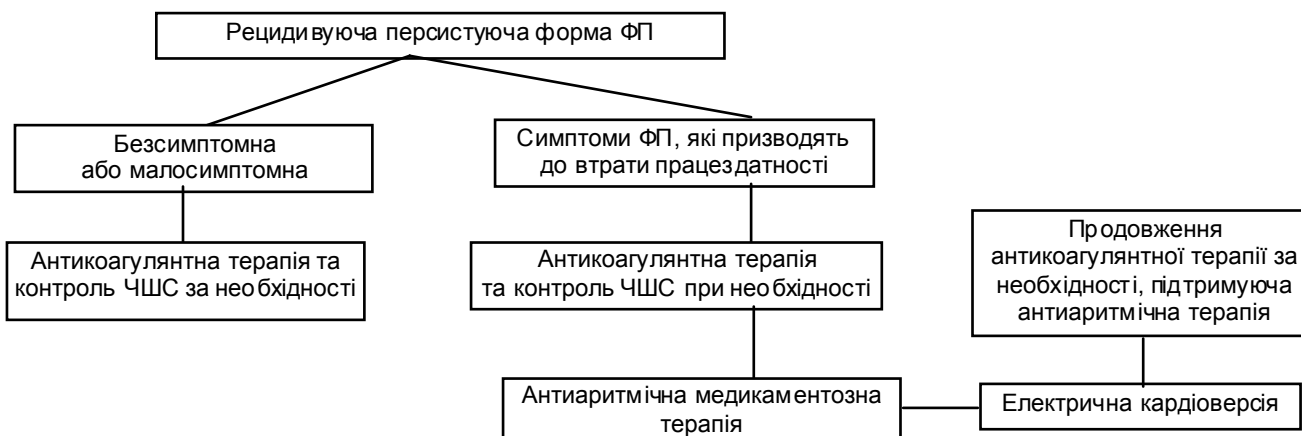 Рецидивуюча персистуюча форма ФП
Безсимптомна
або малосимптомна
Симптоми ФП, які призводять
до втрати працездатності
Антикоагулянтна терапія та
контроль ЧШС за необхідності
Антикоагулянтна терапія
та контроль ЧШС при необхідності
Продовження
антикоагулянтної терапії за
необхідності, підтримуюча
антиаритмічна терапія
Антиаритмічна медикаментозна
терапія
Електрична кардіоверсія